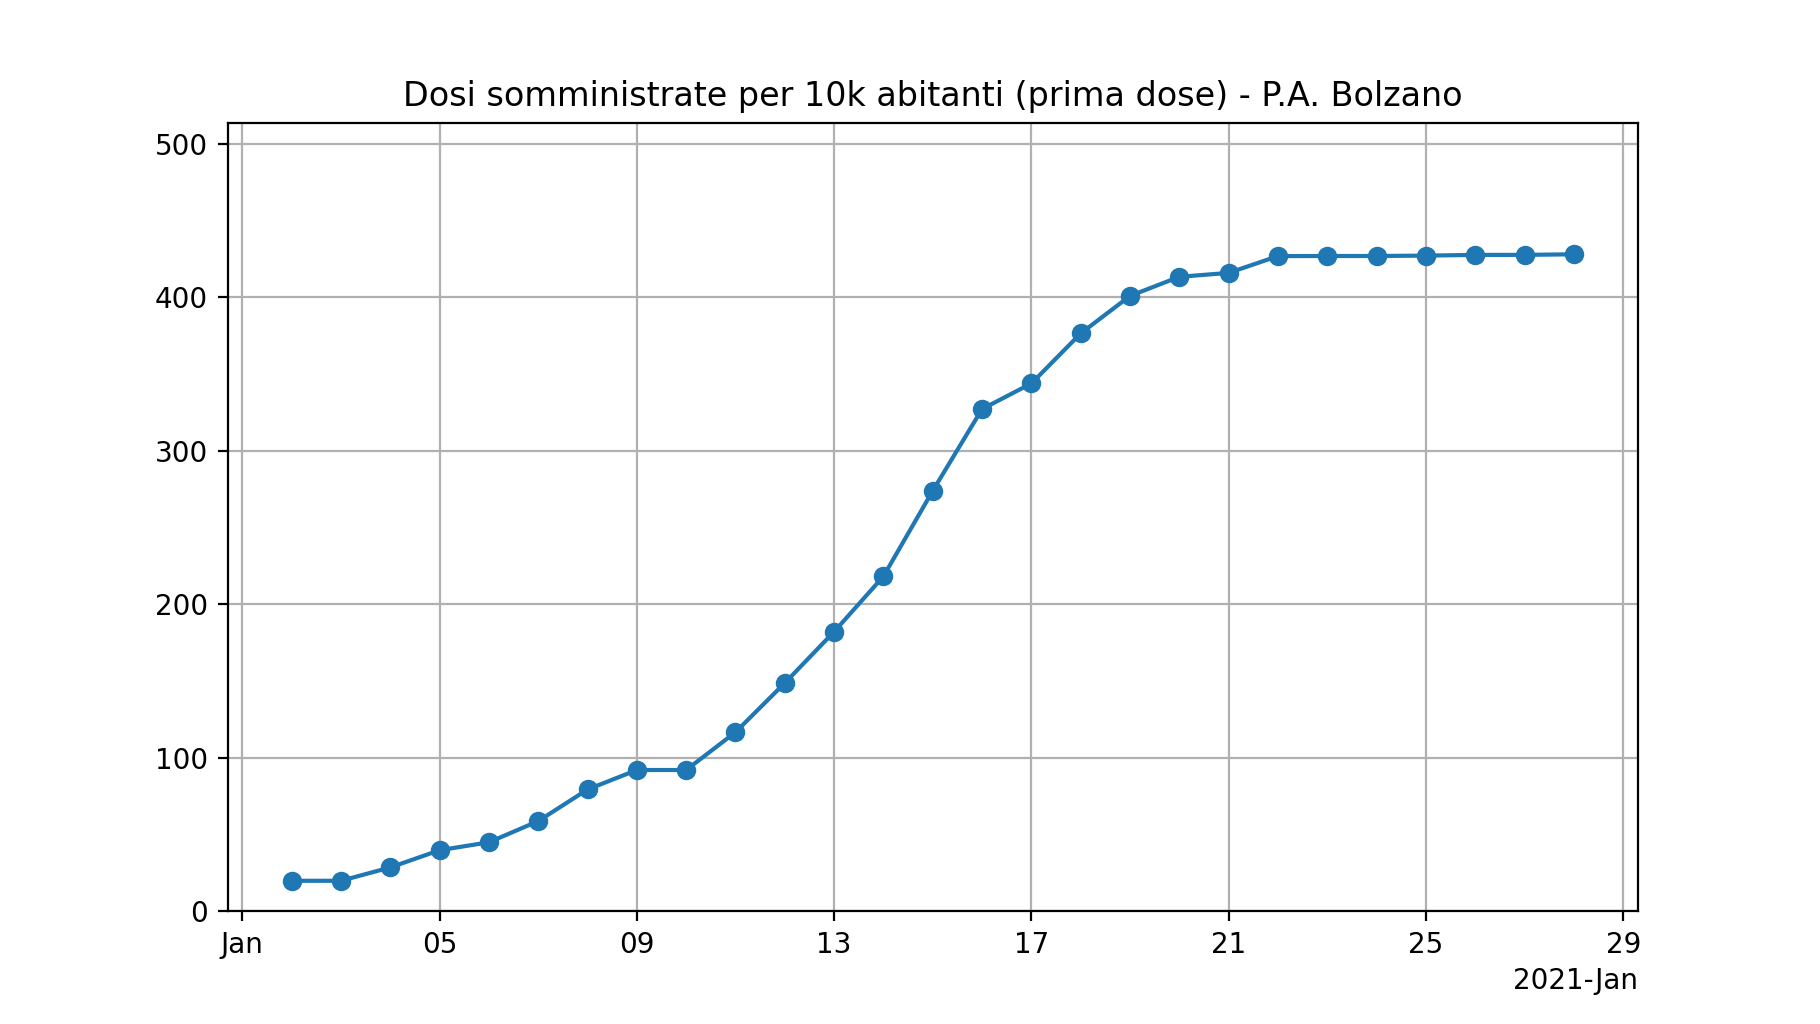 Dosi somministrate per 10k abitanti (prima dose) - P.A. Bolzano
500
400
300
200
100
0
Jan 05 09 13 17 21 25 29
2021-Jan